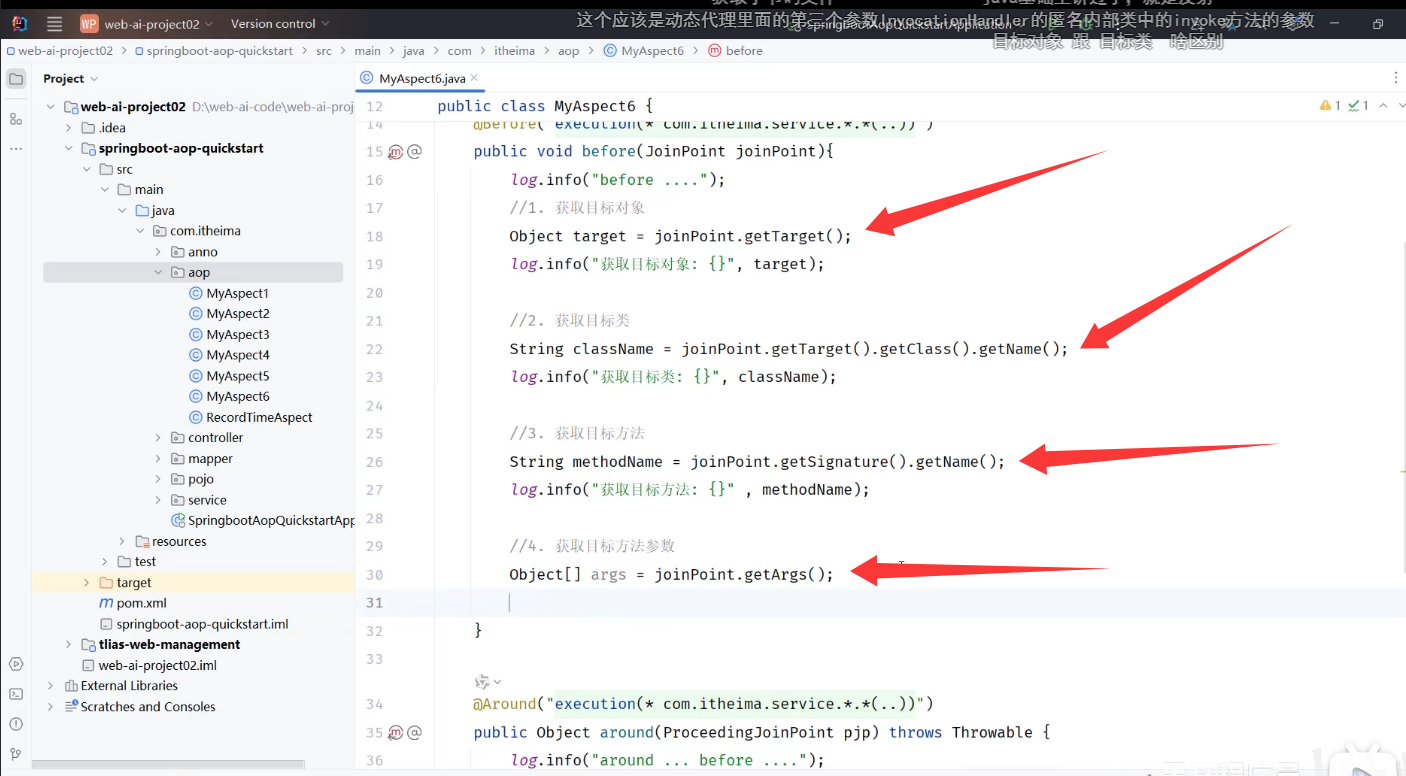 这个应该是动态代理里面的第三个参数InvocationHandler的匿名内部类中的invoke方法的参数
目标对象 跟 目标类 啥区别
WP web-ai-project02 Version control
web-ai-project02 springboot-aop-quickstart src main java com itheima aop MyAspect6 before
Project
MyAspect6.java
web-ai-project02 D:\web-ai-code\web-ai-proj
.idea
springboot-aop-quickstart
src
main
java
com.itheima
anno
aop
MyAspect1
MyAspect2
MyAspect3
MyAspect4
MyAspect5
MyAspect6
RecordTimeAspect
controller
mapper
pojo
service
SpringbootAopQuickstartApp
resources
test
target
pom.xml
springboot-aop-quickstart.iml
tlias-web-management
web-ai-project02.iml
External Libraries
Scratches and Consoles
12 public class MyAspect6 {
1 1
14 @Before("execution(* com.itheima.service.*.*(..))")
15 public void before(JoinPoint joinPoint){
16 log.info("before ....");
17 //1. 获取目标对象
18 Object target = joinPoint.getTarget();
19 log.info("获取目标对象: {}", target);
20
21 //2. 获取目标类
22 String className = joinPoint.getTarget().getClass().getName();
23 log.info("获取目标类: {}", className);
24
25 //3. 获取目标方法
26 String methodName = joinPoint.getSignature().getName();
27 log.info("获取目标方法: {}" , methodName);
28
29 //4. 获取目标方法参数
30 Object[] args = joinPoint.getArgs();
31
32 }
33
34 @Around("execution(* com.itheima.service.*.*(..))")
35 public Object around(ProceedingJoinPoint pjp) throws Throwable {
36 log.info("around ... before ....");